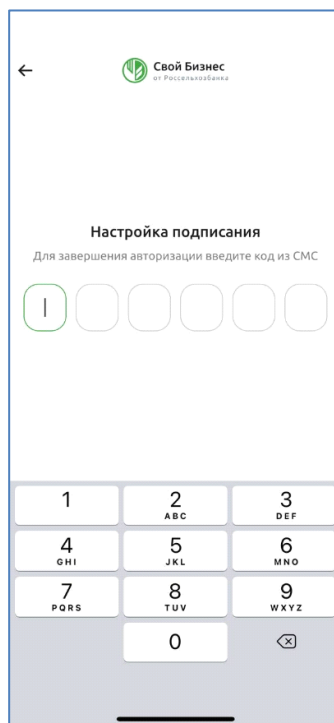 Свой Бизнес
от Россельхозбанка
Настройка подписания
Для завершения авторизации введите код из СМС
1 2 3
ABC DEF
4 5 6
GHI JKL MNO
7 8 9
PQRS TUV WXYZ
0